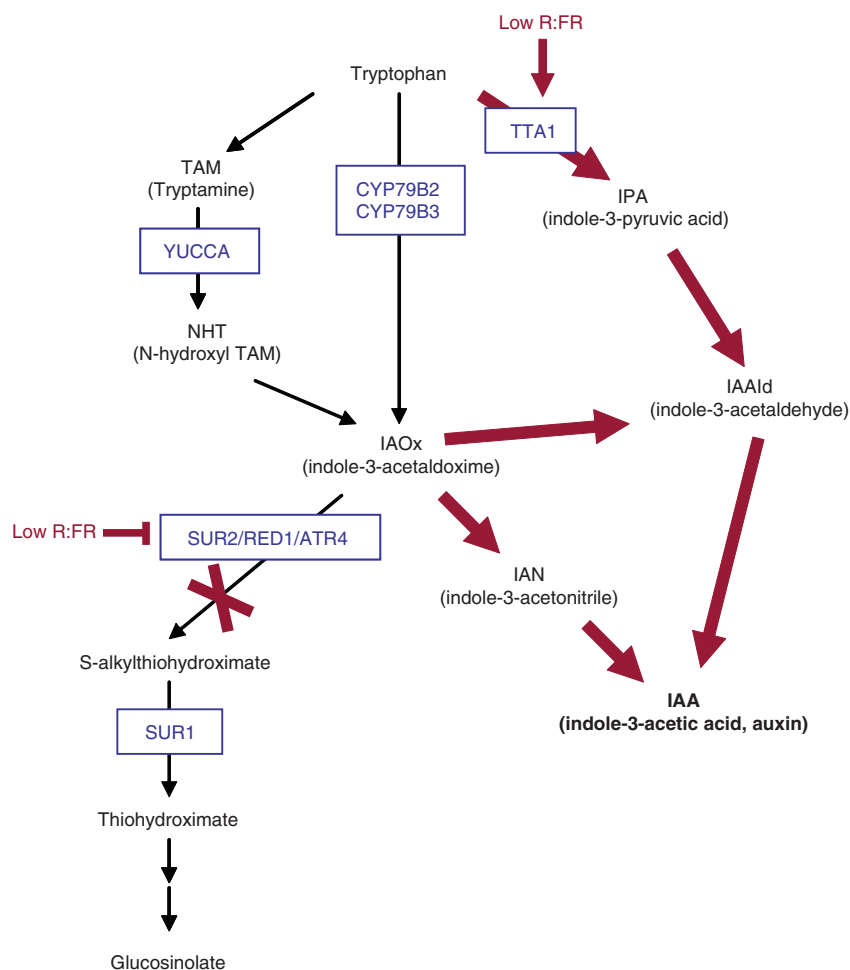 Low R:FR
Tryptophan
TTA1
TAM
(Tryptamine)
CYP79B2
CYP79B3
IPA
(indole-3-pyruvic acid)
YUCCA
NHT
(N-hydroxyl TAM)
IAAld
(indole-3-acetaldehyde)
IAOx
(indole-3-acetaldoxime)
Low R:FR
SUR2/RED1/ATR4
IAN
(indole-3-acetonitrile)
S-alkylthiohydroximate
IAA
(indole-3-acetic acid, auxin)
SUR1
Thiohydroximate
Glucosinolate